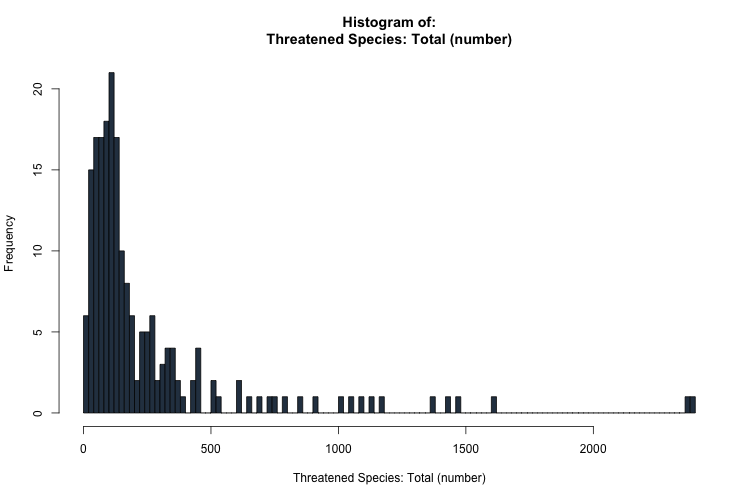 Histogram of:
Threatened Species: Total (number)
20
15
10
5
0
Frequency
0 500 1000 1500 2000
Threatened Species: Total (number)